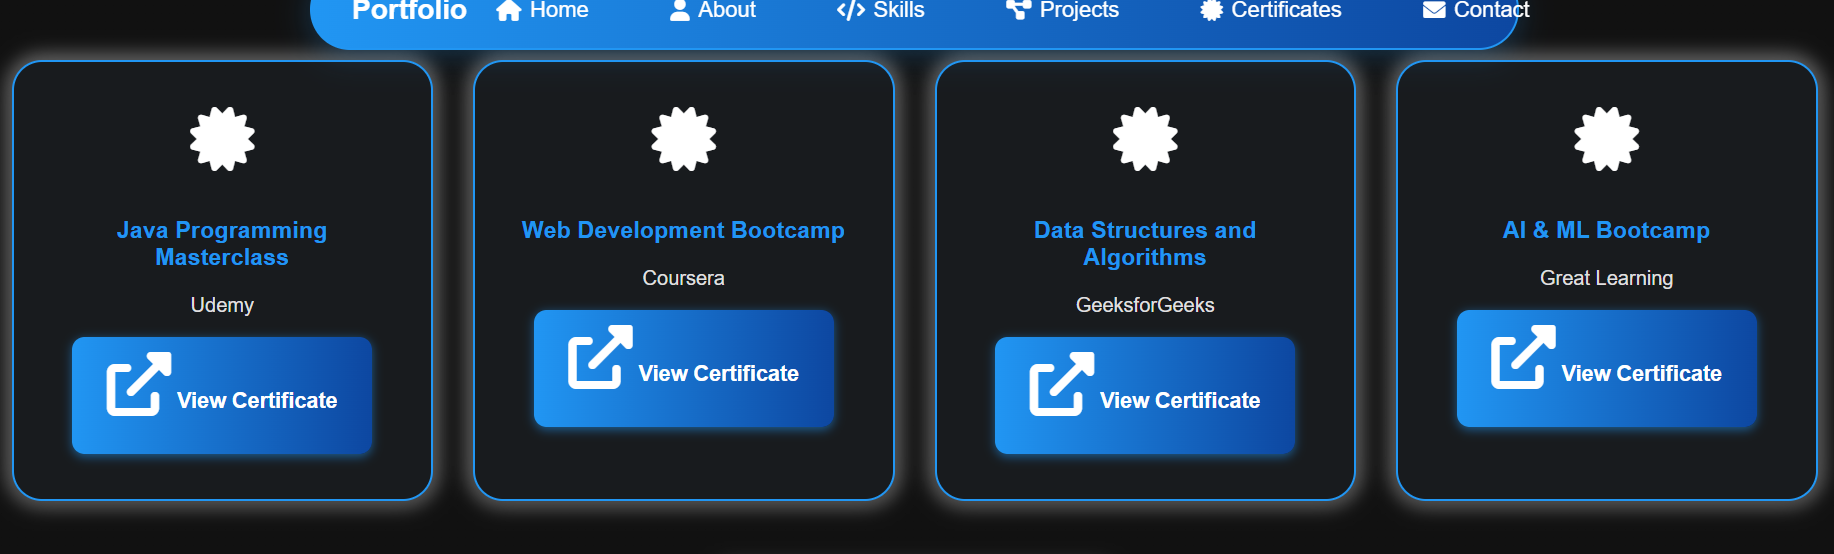 Portfolio Home About Skills Projects Certificates Contact
Java Programming
Masterclass
Udemy
View Certificate
Web Development Bootcamp
Coursera
View Certificate
Data Structures and
Algorithms
GeeksforGeeks
View Certificate
AI & ML Bootcamp
Great Learning
View Certificate